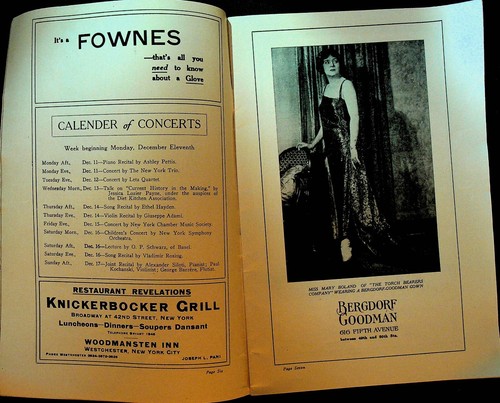 It's a FOWNES
—that's all you
need to know
about a Glove
CALENDER of CONCERTS
Week beginning Monday, December Eleventh
Monday Aft., Dec. 11—Piano Recital by Ashley Pettis.
Monday Eve., Dec. 11—Concert by The New York Trio.
Tuesday Eve., Dec. 12—Concert by Letz Quartet.
Wednesday Morn., Dec. 13—Talk on "Current History in the Making," by
Jessica Lozier Payne, under the auspices of
the Diet Kitchen Association.
Thursday Aft., Dec. 14—Song Recital by Ethel Hayden.
Thursday Eve., Dec. 14—Violin Recital by Giuseppe Adami.
Friday Eve., Dec. 15—Concert by New York Chamber Music Society.
Saturday Morn., Dec. 16—Children's Concert by New York Symphony
Orchestra.
Saturday Aft., Dec. 16—Lecture by G. P. Schwarz, of Basel.
Saturday Eve., Dec. 16—Song Recital by Vladimir Rosing.
Sunday Aft., Dec. 17—Joint Recital by Alexander Siloti, Pianist; Paul
Kochanski, Violinist; George Barrère, Flutist.
RESTAURANT REVELATIONS
KNICKERBOCKER GRILL
BROADWAY AT 42ND STREET, NEW YORK
Luncheons–Dinners–Soupers Dansant
TELEPHONE BRYANT 1846
WOODMANSTEN INN
WESTCHESTER, NEW YORK CITY
JOSEPH L. PANI
Page Six
MISS MARY BOLAND OF "THE TORCH BEARERS
COMPANY" WEARING A BERGDORF-GOODMAN GOWN
BERGDORF
GOODMAN
616 FIFTH AVENUE
between 49th and 50th Sts.
Page Seven